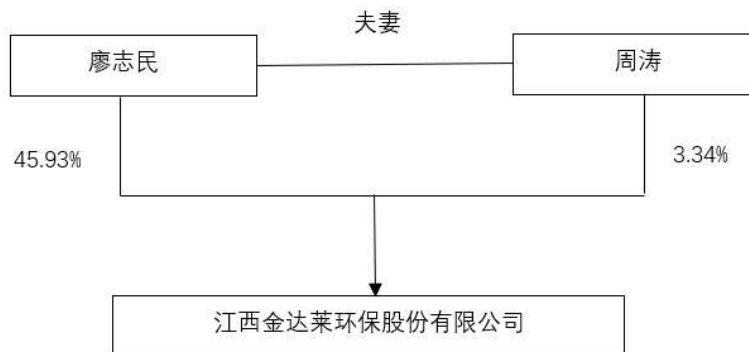 夫妻
廖志民
周涛
45.93%
3.34%
江西金达莱环保股份有限公司